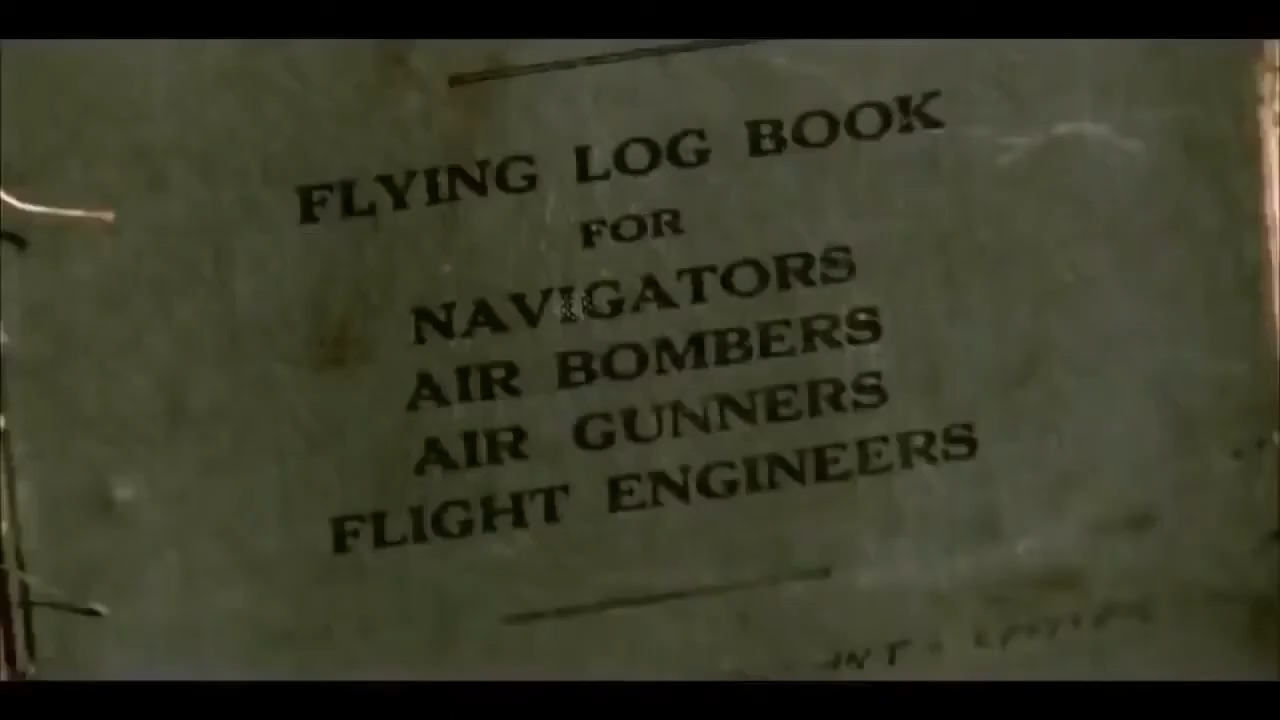 FLYING LOG BOOK
FOR
NAVIGATORS
AIR BOMBERS
AIR GUNNERS
FLIGHT ENGINEERS